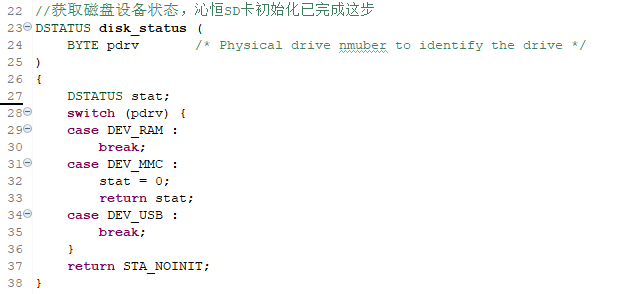 22 //获取磁盘设备状态，沁恒SD卡初始化已完成这步
23 DSTATUS disk_status (
24     BYTE pdrv       /* Physical drive nmuber to identify the drive */
25 )
26 {
27     DSTATUS stat;
28     switch (pdrv) {
29     case DEV_RAM :
30         break;
31     case DEV_MMC :
32         stat = 0;
33         return stat;
34     case DEV_USB :
35         break;
36     }
37     return STA_NOINIT;
38 }